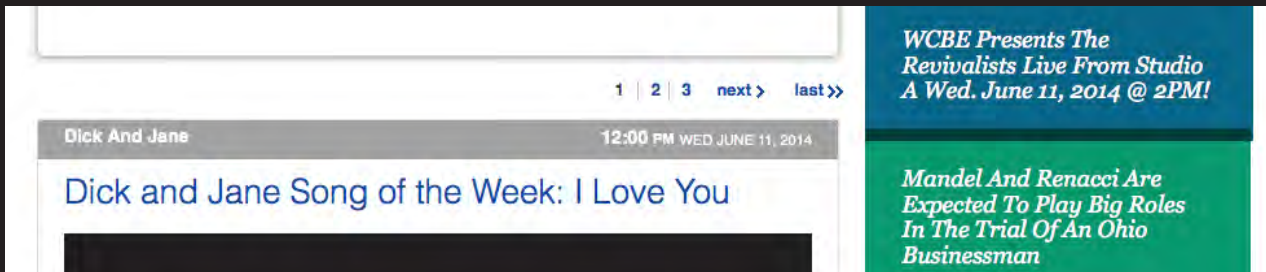 1 | 2 | 3 next › last »
Dick And Jane
12:00 PM WED JUNE 11, 2014
Dick and Jane Song of the Week: I Love You
WCBE Presents The
Revivalists Live From Studio
A Wed. June 11, 2014 @ 2PM!
Mandel And Renacci Are
Expected To Play Big Roles
In The Trial Of An Ohio
Businessman